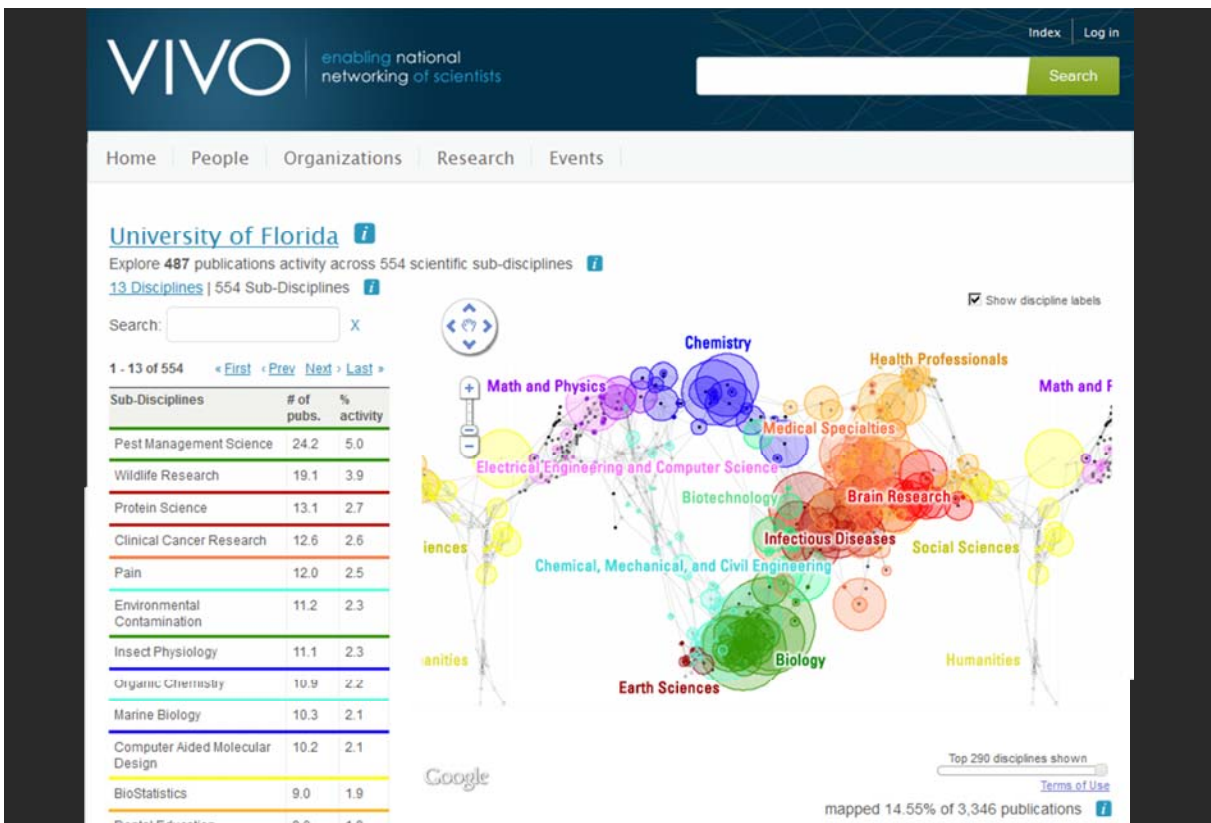 VIVO
enabling national
networking of scientists
Index
Log in
Search
Home
People
Organizations
Research
Events
University of Florida
Explore 487 publications activity across 554 scientific sub-disciplines
13 Disciplines | 554 Sub-Disciplines
Search:
X
1 - 13 of 554
« First
‹ Prev
Next ›
Last »
Sub-Disciplines
# of
pubs.
%
activity
Pest Management Science 24.2 5.0
Wildlife Research 19.1 3.9
Protein Science 13.1 2.7
Clinical Cancer Research 12.6 2.6
Pain 12.0 2.5
Environmental
Contamination 11.2 2.3
Insect Physiology 11.1 2.3
Organic Chemistry 10.9 2.2
Marine Biology 10.3 2.1
Computer Aided Molecular
Design 10.2 2.1
BioStatistics 9.0 1.9
Show discipline labels
Chemistry
Health Professionals
Math and Physics
Math and F
Medical Specialties
Electrical Engineering and Computer Science
Biotechnology
Brain Research
Infectious Diseases
iences
Social Sciences
Chemical, Mechanical, and Civil Engineering
anities
Biology
Humanities
Earth Sciences
Top 290 disciplines shown
Google
Terms of Use
mapped 14.55% of 3,346 publications